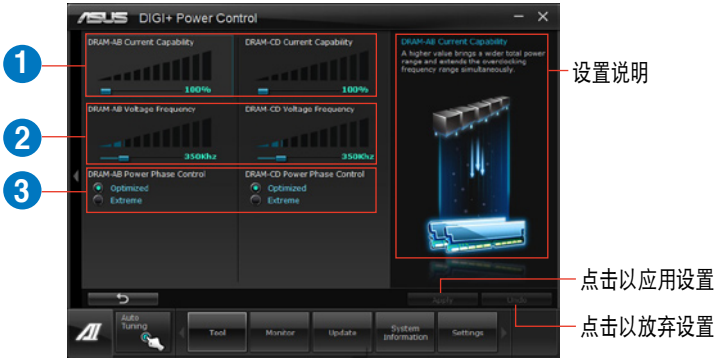 ASUS DIGI+ Power Control
1
DRAM-AB Current Capability
100%
DRAM-CD Current Capability
100%
2
DRAM-AB Voltage Frequency
350Khz
DRAM-CD Voltage Frequency
350Khz
3
DRAM-AB Power Phase Control
Optimized
Extreme
DRAM-CD Power Phase Control
Optimized
Extreme
DRAM-AB Current Capability
A higher value brings a wider total power
range and extends the overclocking
frequency range simultaneously.
设置说明
Apply
Undo
点击以应用设置
点击以放弃设置
AI
Auto
Tuning
Tool
Monitor
Update
System
Information
Settings